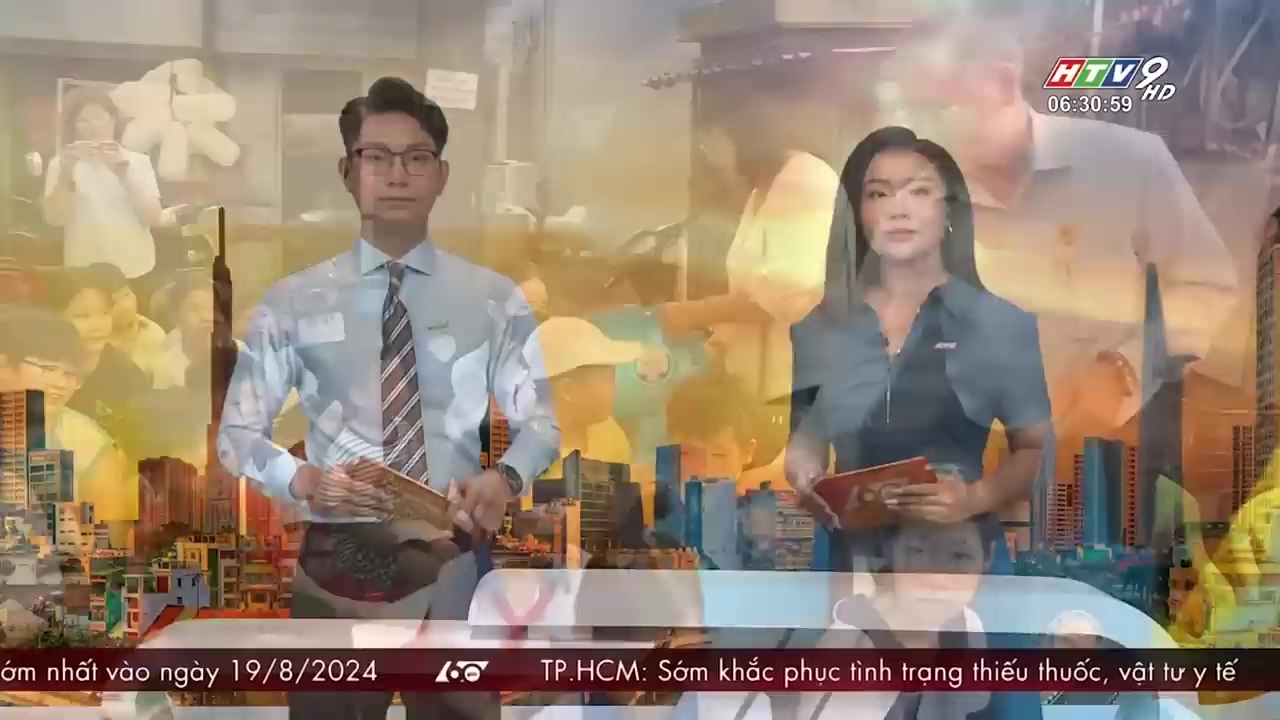 HTV9
HD
06:30:59
ớm nhất vào ngày 19/8/2024
60
TP.HCM: Sớm khắc phục tình trạng thiếu thuốc, vật tư y tế